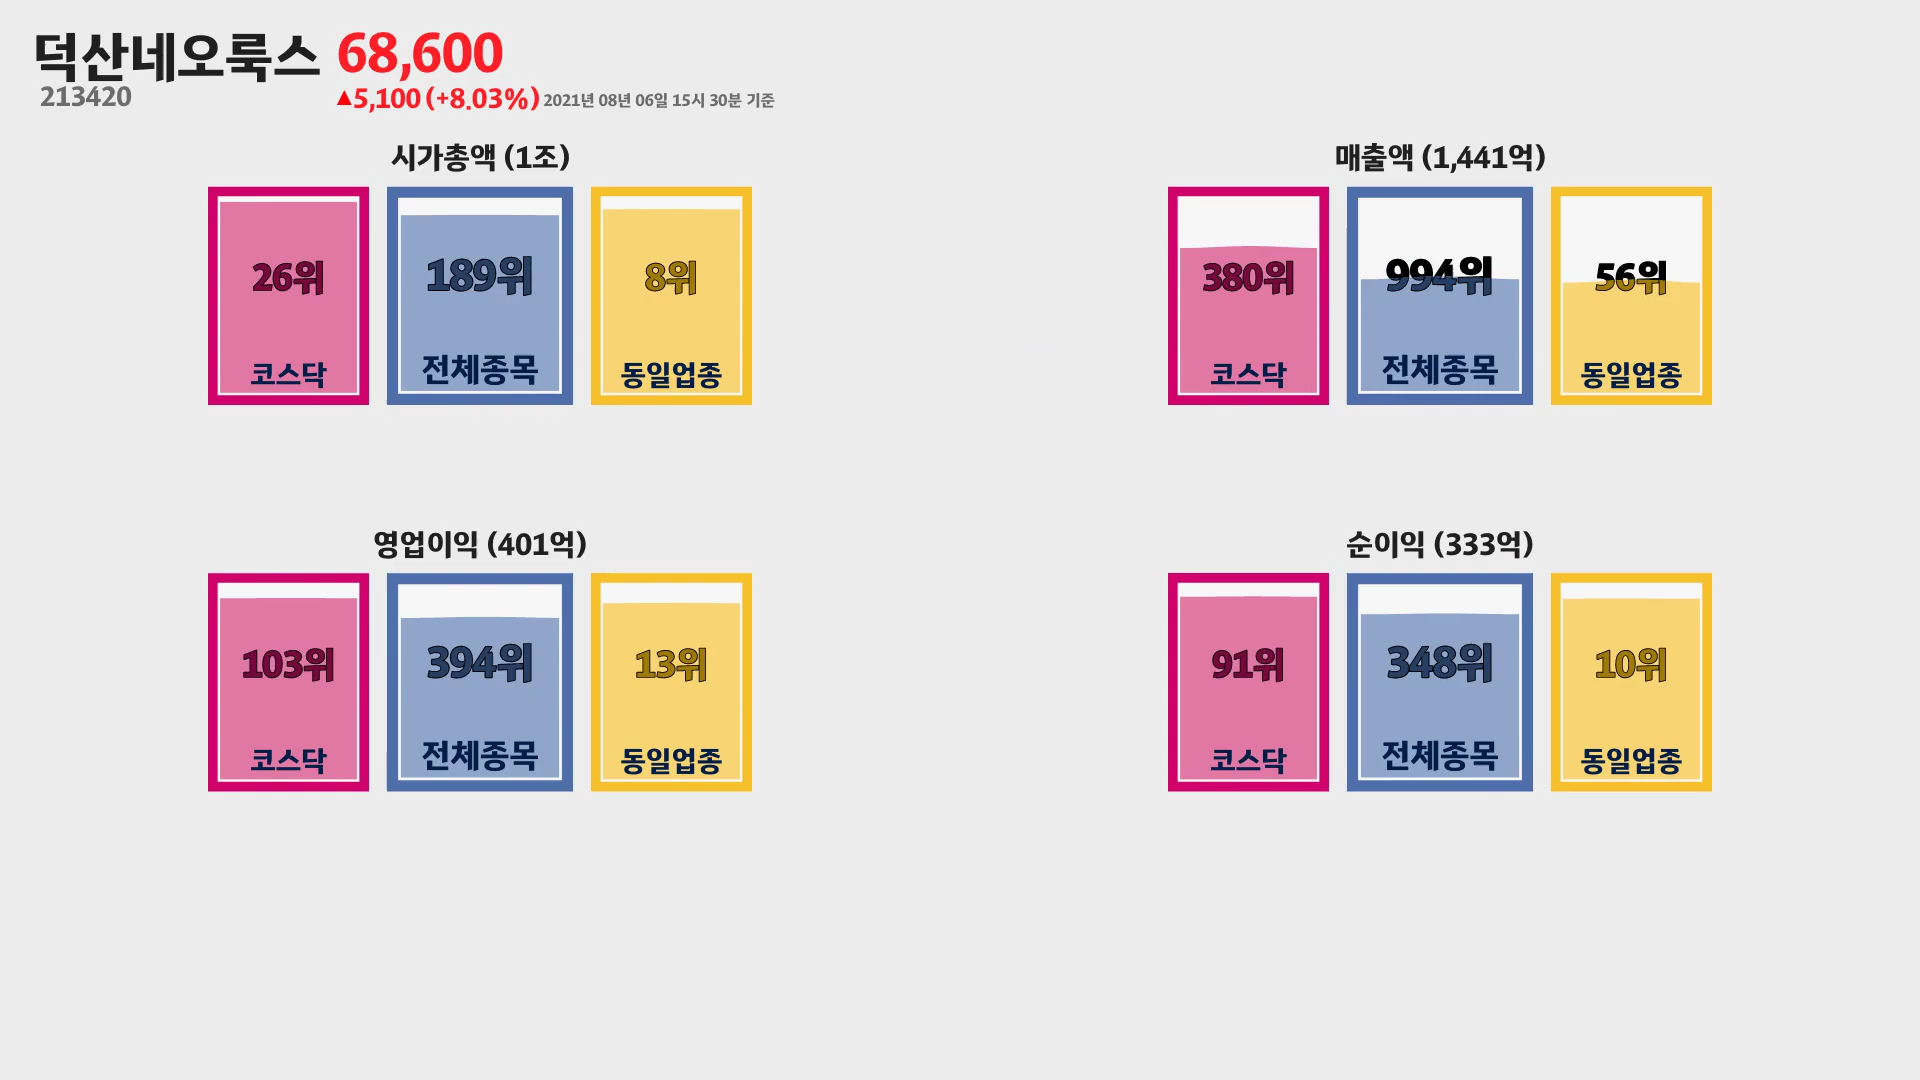 덕산네오룩스 68,600
213420 ▲5,100 (+8.03%) 2021년 08년 06일 15시 30분 기준
시가총액 (1조)
26위 189위 8위
코스닥 전체종목 동일업종
매출액 (1,441억)
380위 994위 56위
코스닥 전체종목 동일업종
영업이익 (401억)
103위 394위 13위
코스닥 전체종목 동일업종
순이익 (333억)
91위 348위 10위
코스닥 전체종목 동일업종